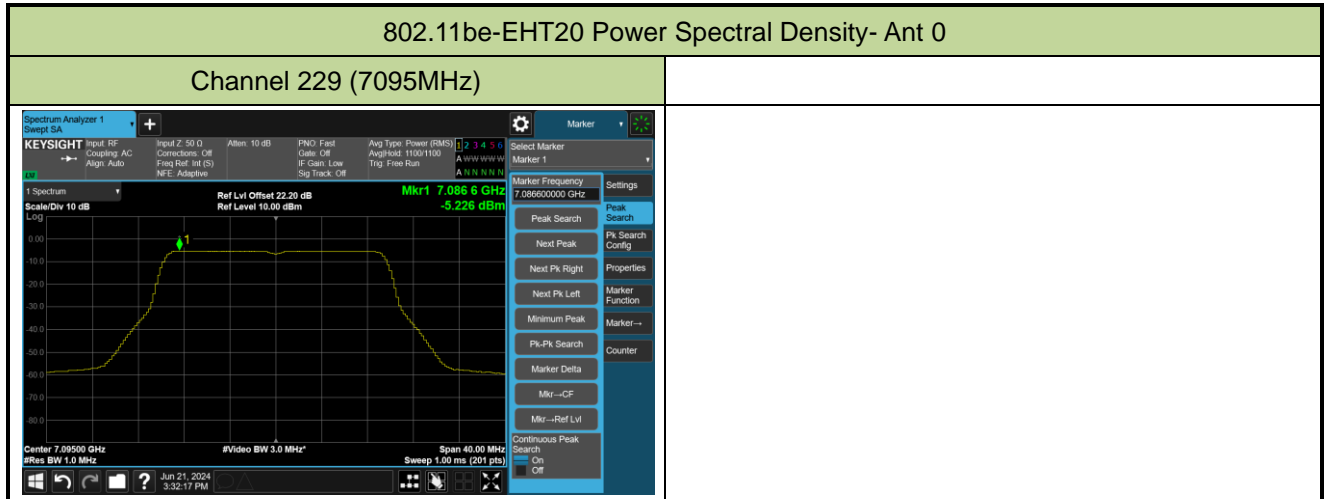 802.11be-EHT20 Power Spectral Density- Ant 0
Channel 229 (7095MHz)
Spectrum Analyzer 1
Swept SA
Marker
KEYSIGHT
Input: RF
Coupling: AC
Align: Auto
Input Z: 50 Ω
Corrections: Off
Freq Ref: Int (S)
NFE: Adaptive
Atten: 10 dB
PNO: Fast
Gate: Off
IF Gain: Low
Sig Track: Off
Avg Type: Power (RMS)
Avg|Hold: 1100/1100
Trig: Free Run
1 2 3 4 5 6
A W W W W W
A N N N N N
Select Marker
Marker 1
1 Spectrum
Scale/Div 10 dB
Log
Ref Lvl Offset 22.20 dB
Ref Level 10.00 dBm
Mkr1 7.086 6 GHz
-5.226 dBm
0.00
-10.0
-20.0
-30.0
-40.0
-50.0
-60.0
-70.0
-80.0
1
Center 7.09500 GHz
#Res BW 1.0 MHz
#Video BW 3.0 MHz*
Span 40.00 MHz
Sweep 1.00 ms (201 pts)
Marker Frequency
7.086600000 GHz
Peak Search
Next Peak
Next Pk Right
Next Pk Left
Minimum Peak
Pk-Pk Search
Marker Delta
Mkr→CF
Mkr→Ref Lvl
Continuous Peak
Search
On
Off
Settings
Peak
Search
Pk Search
Config
Properties
Marker
Function
Marker→
Counter
?
Jun 21, 2024
3:32:17 PM